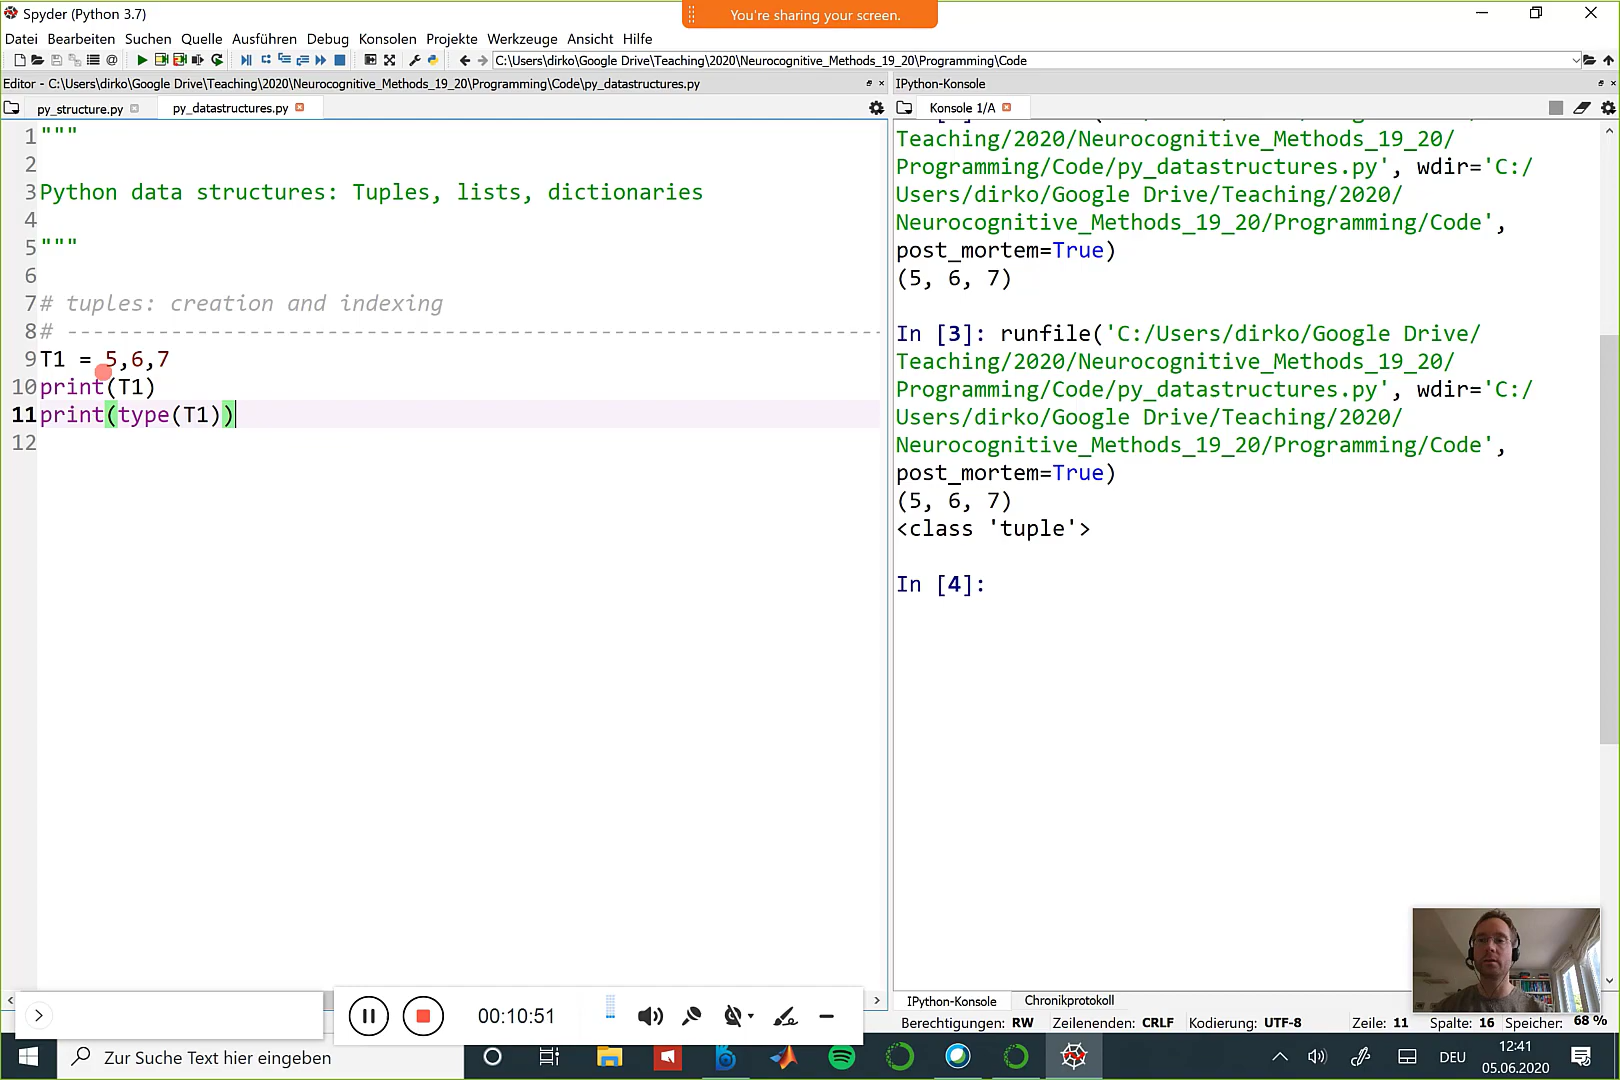 Spyder (Python 3.7)
You're sharing your screen.
Datei Bearbeiten Suchen Quelle Ausführen Debug Konsolen Projekte Werkzeuge Ansicht Hilfe
C:\Users\dirko\Google Drive\Teaching\2020\Neurocognitive_Methods_19_20\Programming\Code
Editor - C:\Users\dirko\Google Drive\Teaching\2020\Neurocognitive_Methods_19_20\Programming\Code\py_datastructures.py
py_structure.py
py_datastructures.py
1 """
2
3 Python data structures: Tuples, lists, dictionaries
4
5 """
6
7 # tuples: creation and indexing
8 # ---------------------------------------------------------------
9 T1 = 5,6,7
10 print(T1)
11 print(type(T1))
12
IPython-Konsole
Konsole 1/A
Teaching/2020/Neurocognitive_Methods_19_20/
Programming/Code/py_datastructures.py', wdir='C:/
Users/dirko/Google Drive/Teaching/2020/
Neurocognitive_Methods_19_20/Programming/Code',
post_mortem=True)
(5, 6, 7)
In [3]: runfile('C:/Users/dirko/Google Drive/
Teaching/2020/Neurocognitive_Methods_19_20/
Programming/Code/py_datastructures.py', wdir='C:/
Users/dirko/Google Drive/Teaching/2020/
Neurocognitive_Methods_19_20/Programming/Code',
post_mortem=True)
(5, 6, 7)
<class 'tuple'>
In [4]:
00:10:51
IPython-Konsole Chronikprotokoll
Berechtigungen: RW Zeilenenden: CRLF Kodierung: UTF-8 Zeile: 11 Spalte: 16 Speicher: 68 %
Zur Suche Text hier eingeben
DEU
12:41
05.06.2020